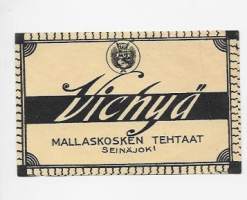 Vichyä
MALLASKOSKEN TEHTAAT
SEINÄJOKI